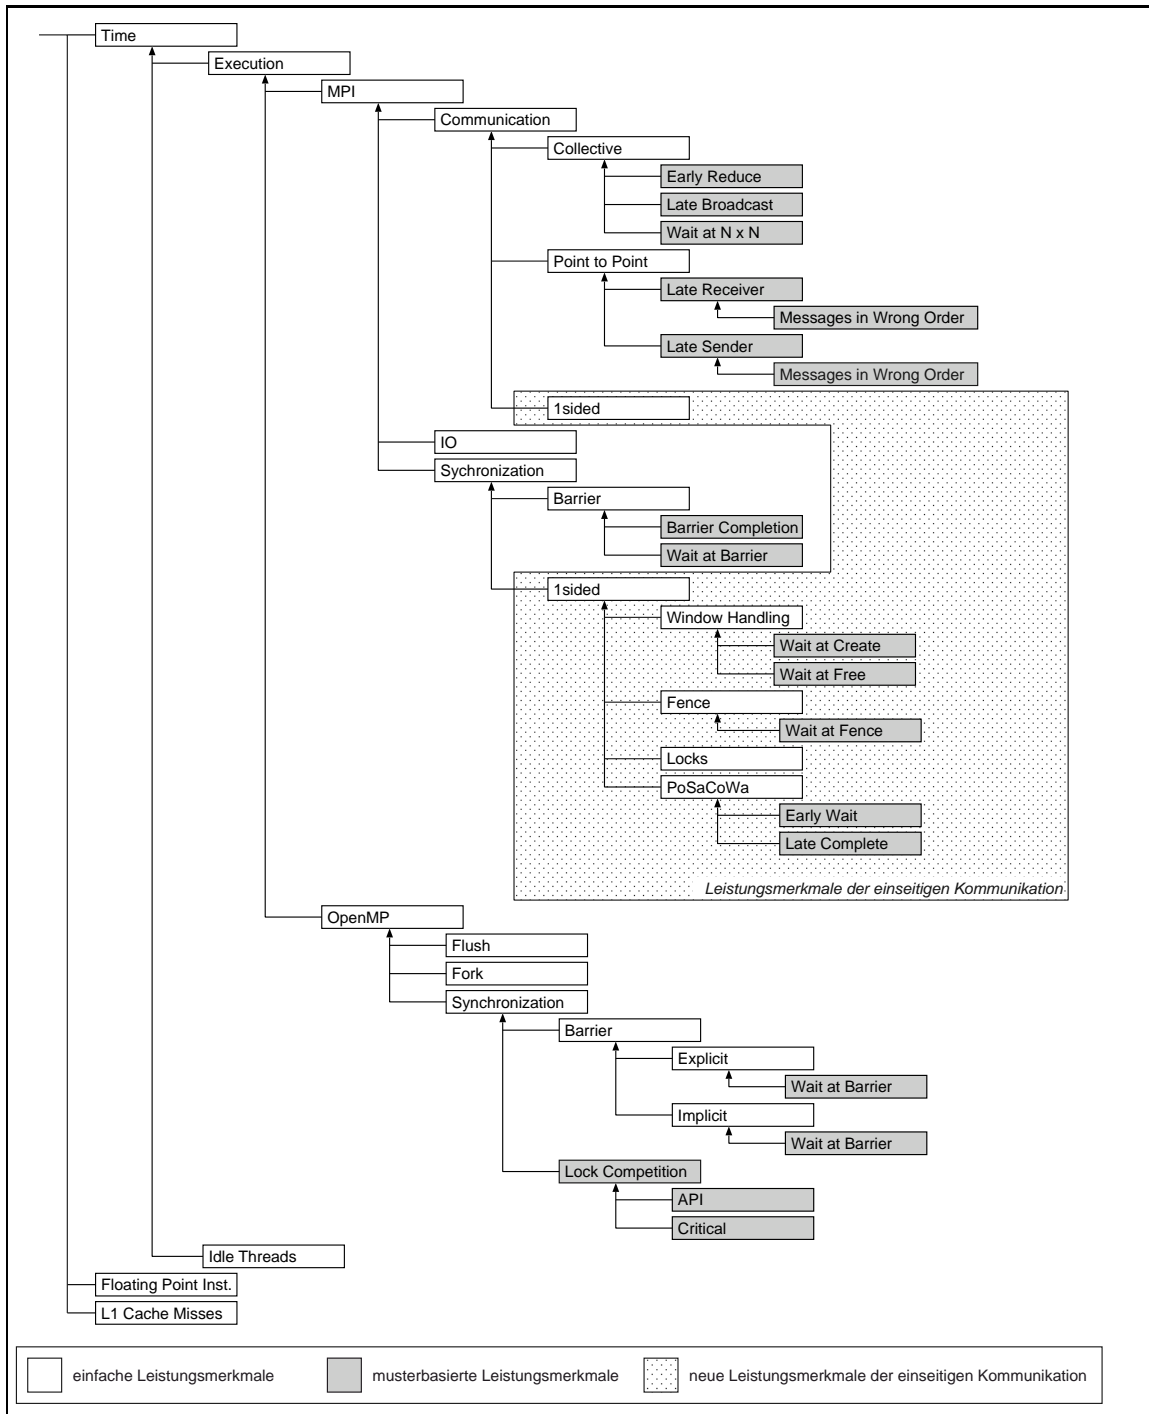 Time
Execution
MPI
Communication
Collective
Early Reduce
Late Broadcast
Wait at N x N
Point to Point
Late Receiver
Messages in Wrong Order
Late Sender
Messages in Wrong Order
1sided
IO
Sychronization
Barrier
Barrier Completion
Wait at Barrier
1sided
Window Handling
Wait at Create
Wait at Free
Fence
Wait at Fence
Locks
PoSaCoWa
Early Wait
Late Complete
Leistungsmerkmale der einseitigen Kommunikation
OpenMP
Flush
Fork
Synchronization
Barrier
Explicit
Wait at Barrier
Implicit
Wait at Barrier
Lock Competition
API
Critical
Idle Threads
Floating Point Inst.
L1 Cache Misses
einfache Leistungsmerkmale musterbasierte Leistungsmerkmale neue Leistungsmerkmale der einseitigen Kommunikation